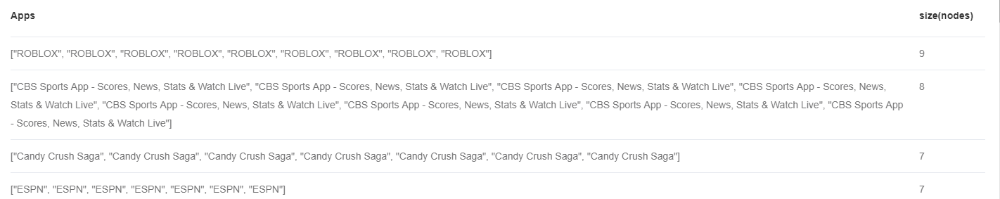 Apps size(nodes)
["ROBLOX", "ROBLOX", "ROBLOX", "ROBLOX", "ROBLOX", "ROBLOX", "ROBLOX", "ROBLOX", "ROBLOX"] 9
["CBS Sports App - Scores, News, Stats & Watch Live", "CBS Sports App - Scores, News, Stats & Watch Live", "CBS Sports App - Scores, News, Stats & Watch Live", "CBS Sports App - Scores, News, 8
Stats & Watch Live", "CBS Sports App - Scores, News, Stats & Watch Live", "CBS Sports App - Scores, News, Stats & Watch Live", "CBS Sports App - Scores, News, Stats & Watch Live", "CBS Sports App
- Scores, News, Stats & Watch Live"]
["Candy Crush Saga", "Candy Crush Saga", "Candy Crush Saga", "Candy Crush Saga", "Candy Crush Saga", "Candy Crush Saga", "Candy Crush Saga"] 7
["ESPN", "ESPN", "ESPN", "ESPN", "ESPN", "ESPN", "ESPN"] 7